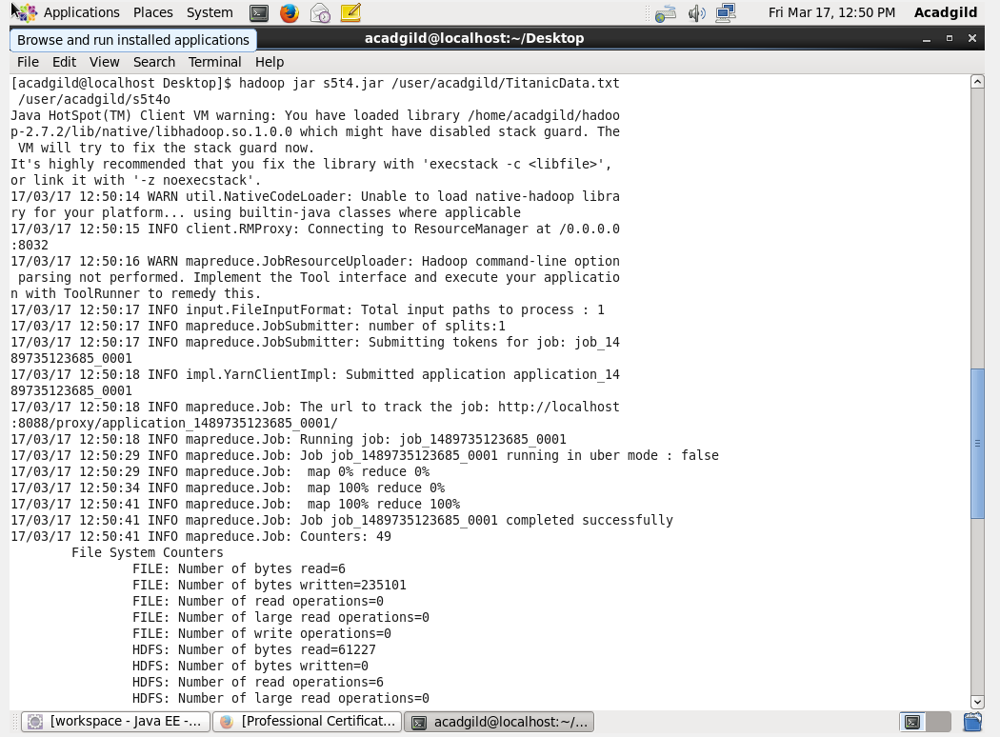 Applications Places System Fri Mar 17, 12:50 PM Acadgild
Browse and run installed applications acadgild@localhost:~/Desktop
File Edit View Search Terminal Help
[acadgild@localhost Desktop]$ hadoop jar s5t4.jar /user/acadgild/TitanicData.txt
/user/acadgild/s5t4o
Java HotSpot(TM) Client VM warning: You have loaded library /home/acadgild/hadoo
p-2.7.2/lib/native/libhadoop.so.1.0.0 which might have disabled stack guard. The
VM will try to fix the stack guard now.
It's highly recommended that you fix the library with 'execstack -c <libfile>',
or link it with '-z noexecstack'.
17/03/17 12:50:14 WARN util.NativeCodeLoader: Unable to load native-hadoop libra
ry for your platform... using builtin-java classes where applicable
17/03/17 12:50:15 INFO client.RMProxy: Connecting to ResourceManager at /0.0.0.0
:8032
17/03/17 12:50:16 WARN mapreduce.JobResourceUploader: Hadoop command-line option
parsing not performed. Implement the Tool interface and execute your applicatio
n with ToolRunner to remedy this.
17/03/17 12:50:17 INFO input.FileInputFormat: Total input paths to process : 1
17/03/17 12:50:17 INFO mapreduce.JobSubmitter: number of splits:1
17/03/17 12:50:17 INFO mapreduce.JobSubmitter: Submitting tokens for job: job_14
89735123685_0001
17/03/17 12:50:18 INFO impl.YarnClientImpl: Submitted application application_14
89735123685_0001
17/03/17 12:50:18 INFO mapreduce.Job: The url to track the job: http://localhost
:8088/proxy/application_1489735123685_0001/
17/03/17 12:50:18 INFO mapreduce.Job: Running job: job_1489735123685_0001
17/03/17 12:50:29 INFO mapreduce.Job: Job job_1489735123685_0001 running in uber mode : false
17/03/17 12:50:29 INFO mapreduce.Job:  map 0% reduce 0%
17/03/17 12:50:34 INFO mapreduce.Job:  map 100% reduce 0%
17/03/17 12:50:41 INFO mapreduce.Job:  map 100% reduce 100%
17/03/17 12:50:41 INFO mapreduce.Job: Job job_1489735123685_0001 completed successfully
17/03/17 12:50:41 INFO mapreduce.Job: Counters: 49
File System Counters
FILE: Number of bytes read=6
FILE: Number of bytes written=235101
FILE: Number of read operations=0
FILE: Number of large read operations=0
FILE: Number of write operations=0
HDFS: Number of bytes read=61227
HDFS: Number of bytes written=0
HDFS: Number of read operations=6
HDFS: Number of large read operations=0
[workspace - Java EE -... [Professional Certificat... acadgild@localhost:~/...